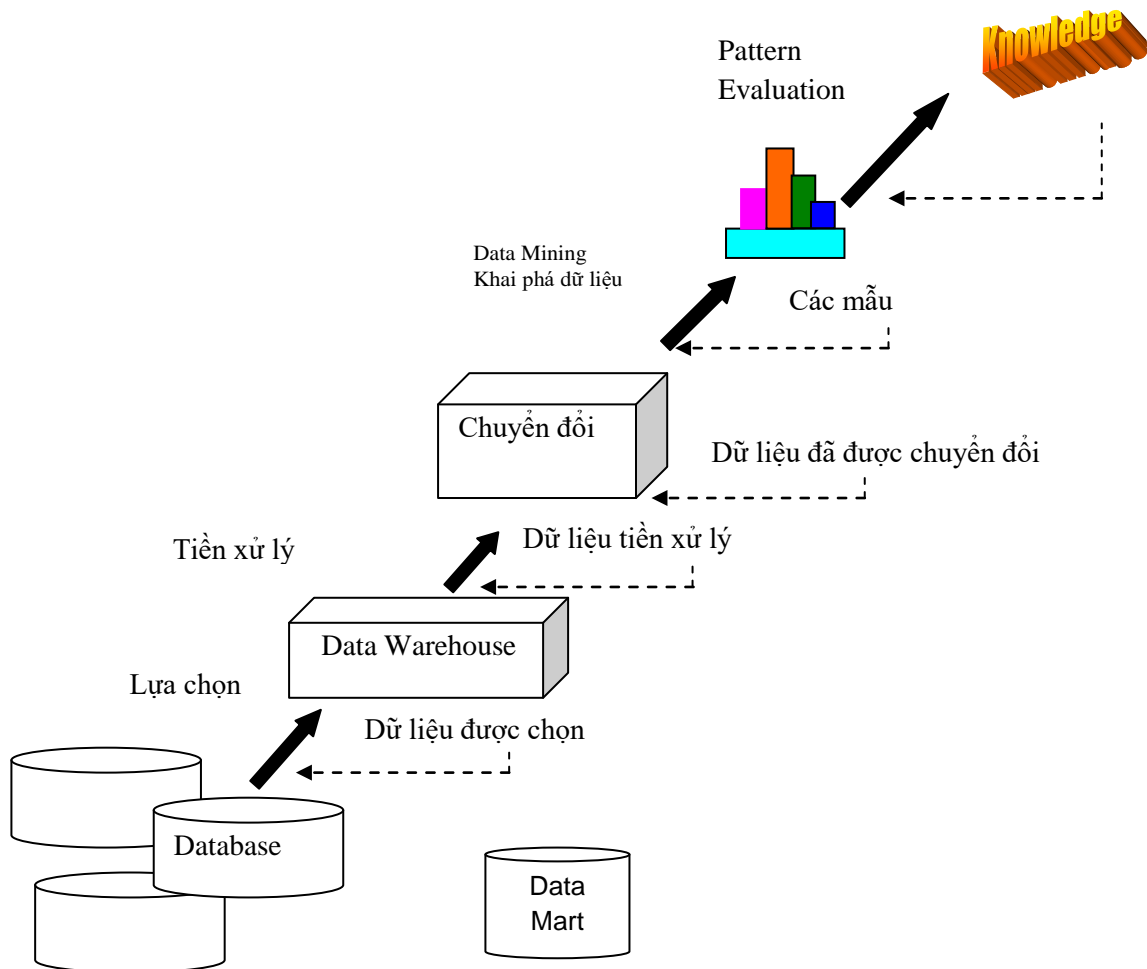 Knowledge
Pattern
Evaluation
Data Mining
Khai phá dữ liệu
Các mẫu
Chuyển đổi
Dữ liệu đã được chuyển đổi
Tiền xử lý
Dữ liệu tiền xử lý
Data Warehouse
Lựa chọn
Dữ liệu được chọn
Database
Data
Mart